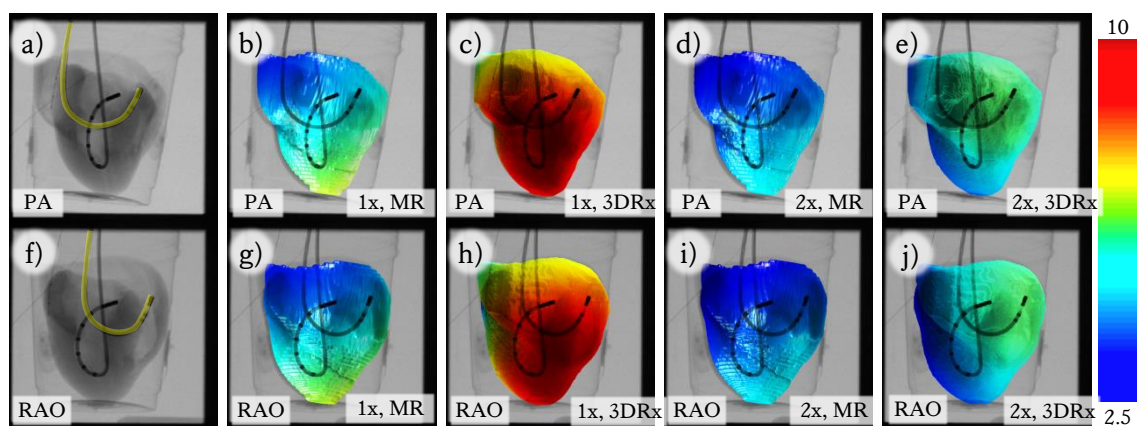 a)
b)
c)
d)
e)
10
PA
PA
1x, MR
PA
1x, 3DRx
PA
2x, MR
PA
2x, 3DRx
f)
g)
h)
i)
j)
RAO
RAO
1x, MR
RAO
1x, 3DRx
RAO
2x, MR
RAO
2x, 3DRx
2.5